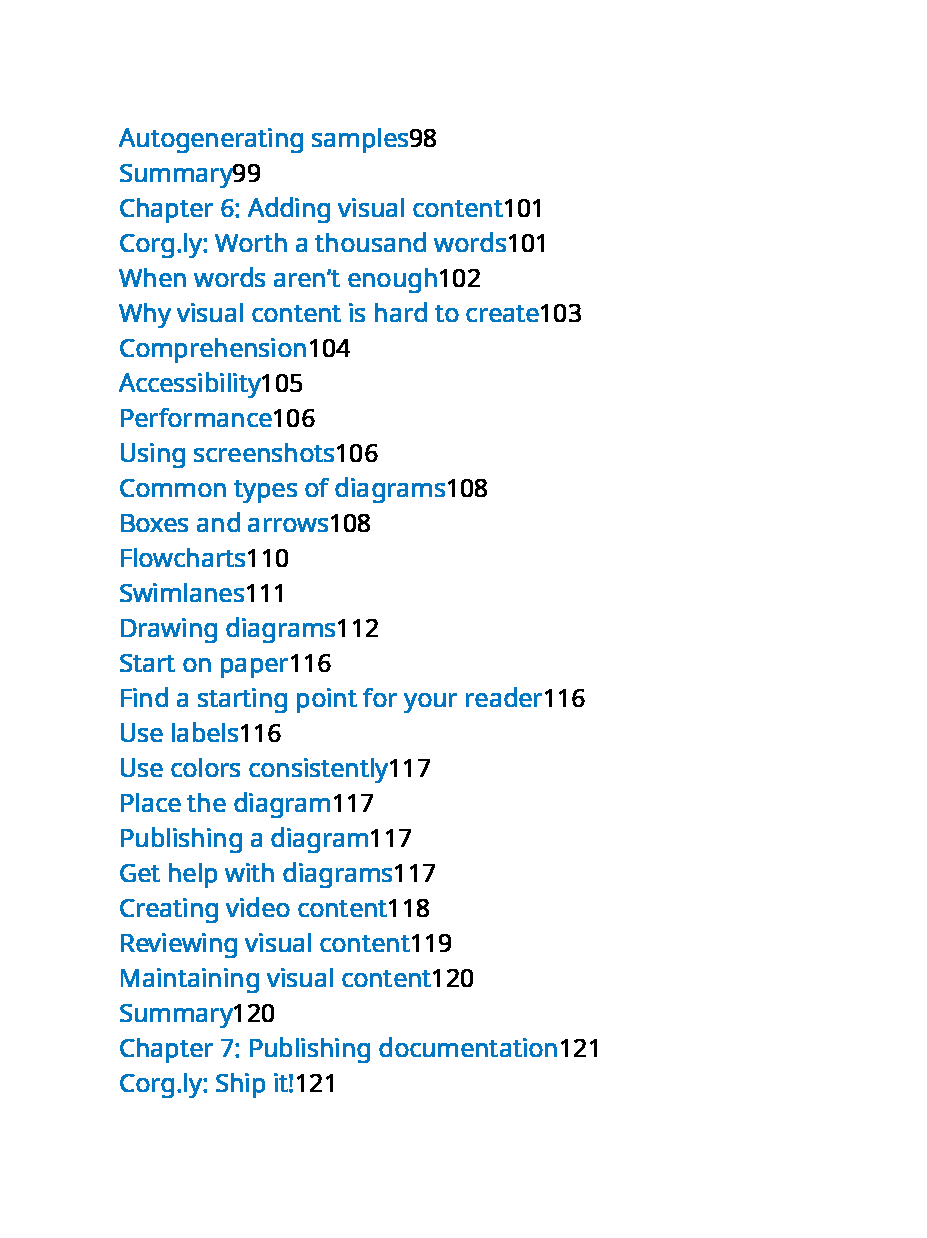 Autogenerating samples98
Summary99
Chapter 6: Adding visual content101
Corg.ly: Worth a thousand words101
When words aren’t enough102
Why visual content is hard to create103
Comprehension104
Accessibility105
Performance106
Using screenshots106
Common types of diagrams108
Boxes and arrows108
Flowcharts110
Swimlanes111
Drawing diagrams112
Start on paper116
Find a starting point for your reader116
Use labels116
Use colors consistently117
Place the diagram117
Publishing a diagram117
Get help with diagrams117
Creating video content118
Reviewing visual content119
Maintaining visual content120
Summary120
Chapter 7: Publishing documentation121
Corg.ly: Ship it!121